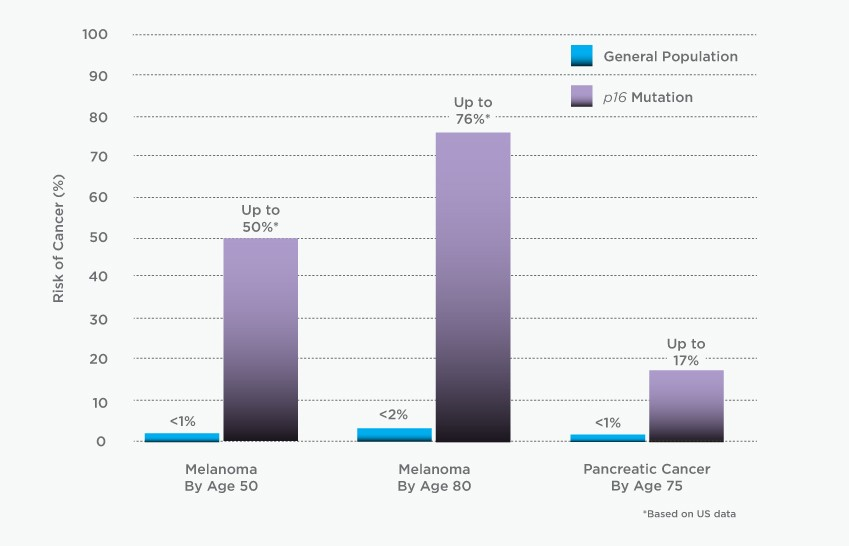 100
90
80
70
60
50
40
30
20
10
0
Risk of Cancer (%)
General Population
p16 Mutation
<1%
Up to
50%*
<2%
Up to
76%*
<1%
Up to
17%
Melanoma
By Age 50
Melanoma
By Age 80
Pancreatic Cancer
By Age 75
*Based on US data